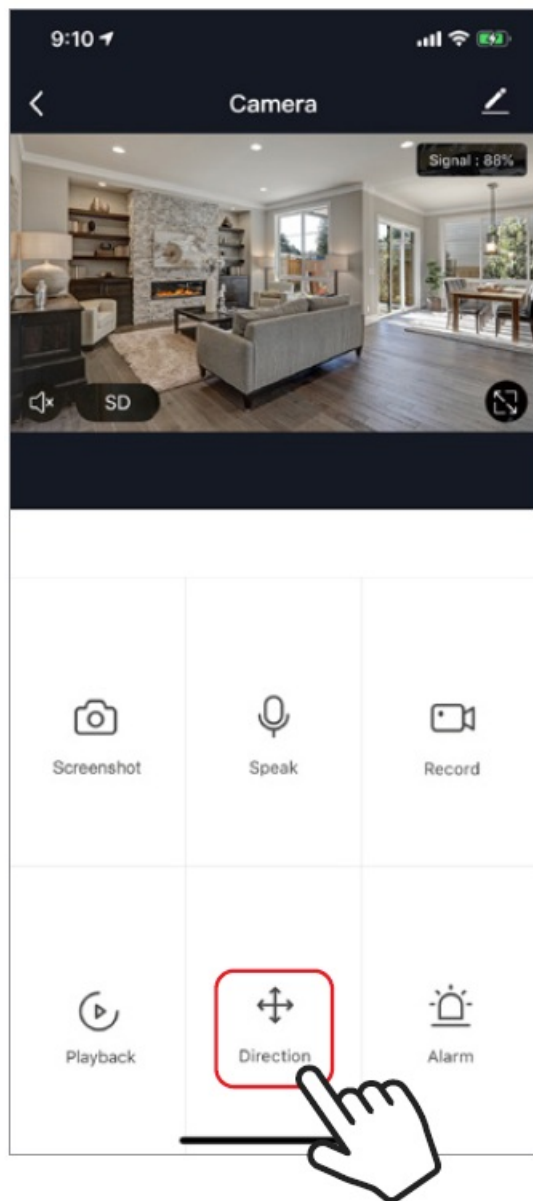 9:10
Camera
Signal : 88%
SD
Screenshot
Speak
Record
Playback
Direction
Alarm